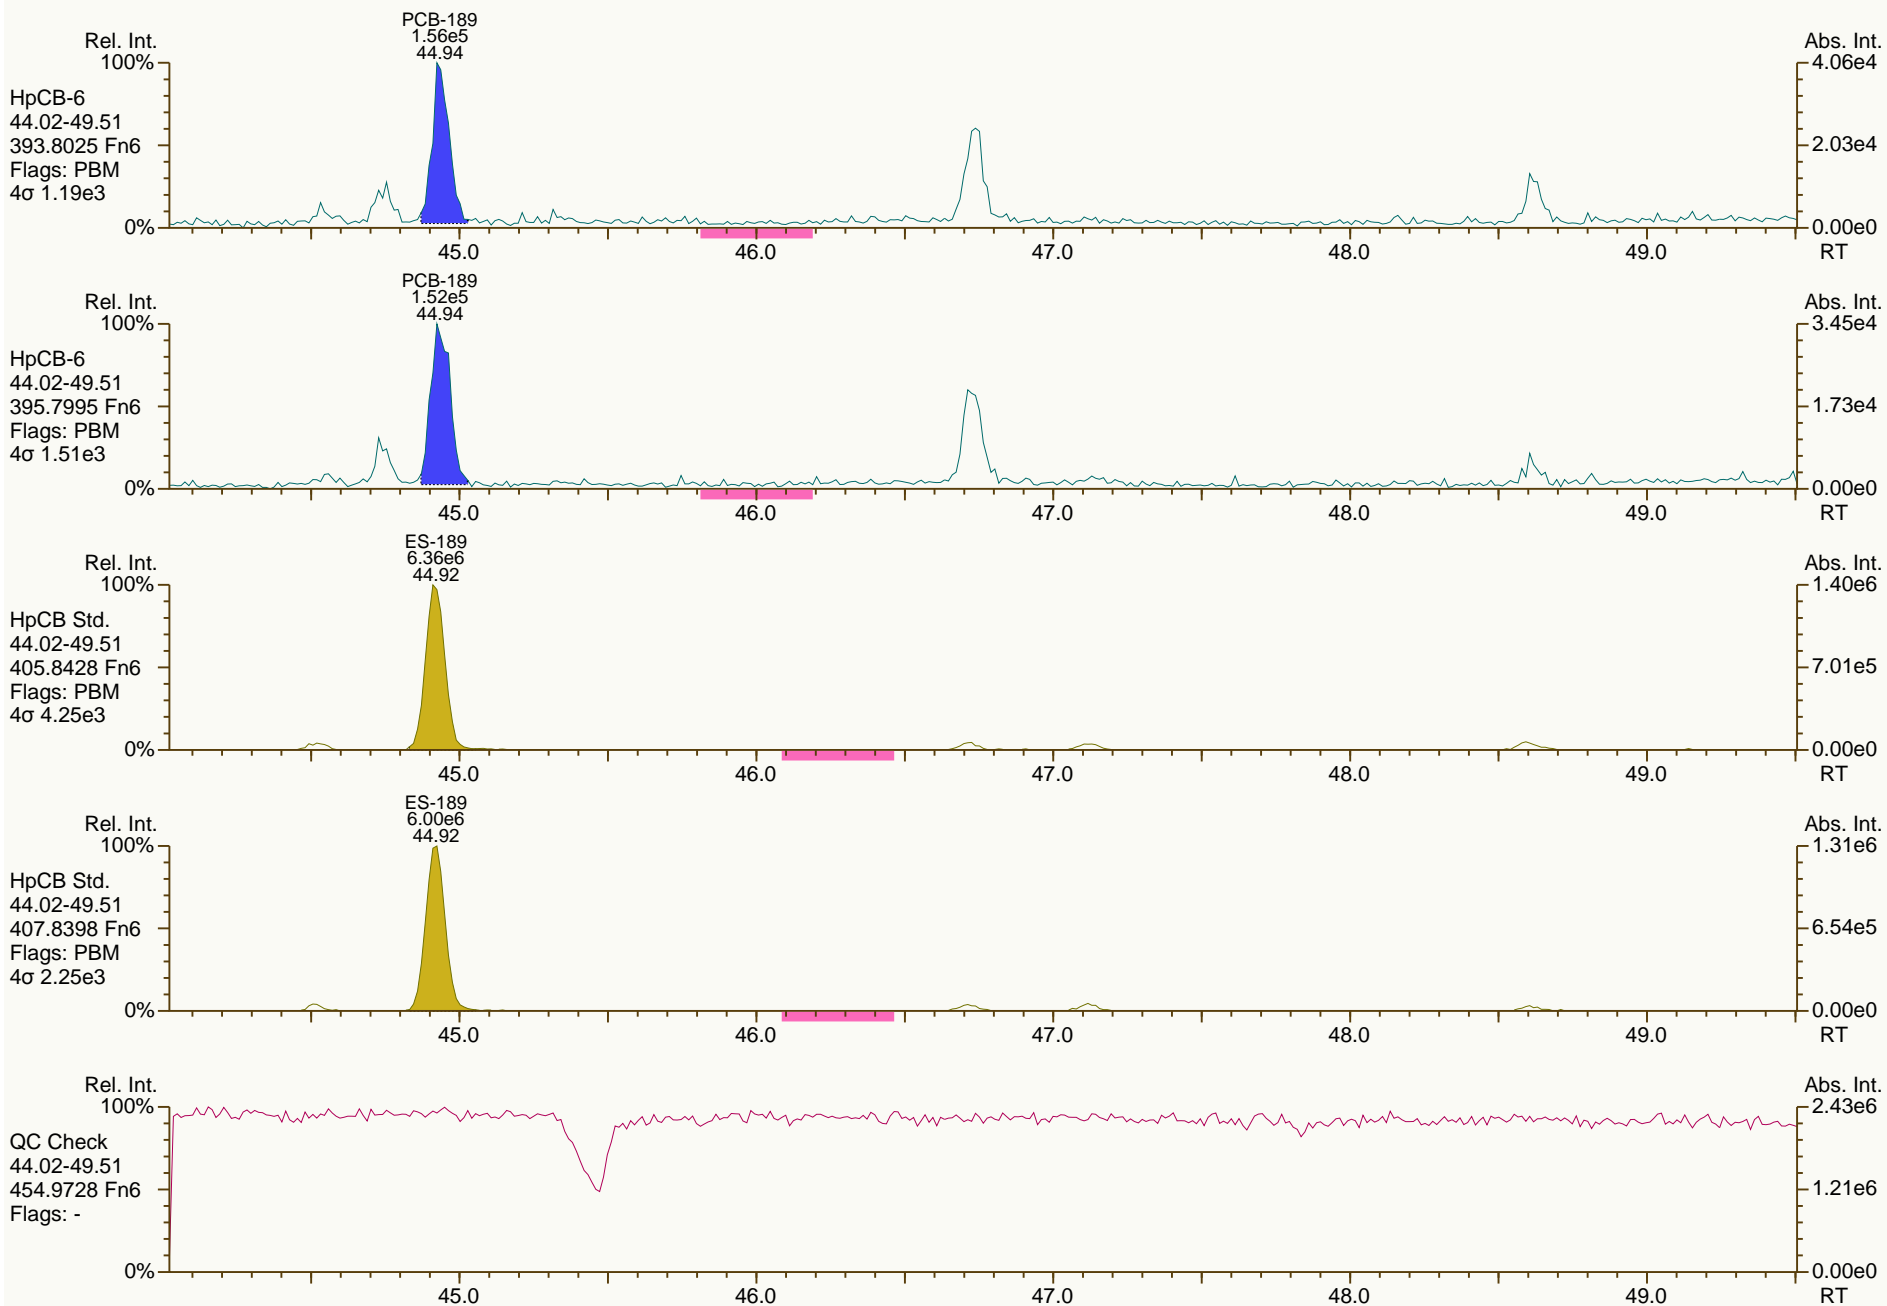 PCB-189
1.56e5
44.94
Rel. Int.
Abs. Int.
100%
4.06e4
HpCB-6
44.02-49.51
393.8025 Fn6
Flags: PBM
4σ 1.19e3
2.03e4
0%
0.00e0
45.0 46.0 47.0 48.0 49.0 RT
PCB-189
1.52e5
44.94
Rel. Int.
Abs. Int.
100%
3.45e4
HpCB-6
44.02-49.51
395.7995 Fn6
Flags: PBM
4σ 1.51e3
1.73e4
0%
0.00e0
45.0 46.0 47.0 48.0 49.0 RT
ES-189
6.36e6
44.92
Rel. Int.
Abs. Int.
100%
1.40e6
HpCB Std.
44.02-49.51
405.8428 Fn6
Flags: PBM
4σ 4.25e3
7.01e5
0%
0.00e0
45.0 46.0 47.0 48.0 49.0 RT
ES-189
6.00e6
44.92
Rel. Int.
Abs. Int.
100%
1.31e6
HpCB Std.
44.02-49.51
407.8398 Fn6
Flags: PBM
4σ 2.25e3
6.54e5
0%
0.00e0
45.0 46.0 47.0 48.0 49.0 RT
Rel. Int.
Abs. Int.
100%
2.43e6
QC Check
44.02-49.51
454.9728 Fn6
Flags: -
1.21e6
0%
0.00e0
45.0 46.0 47.0 48.0 49.0 RT